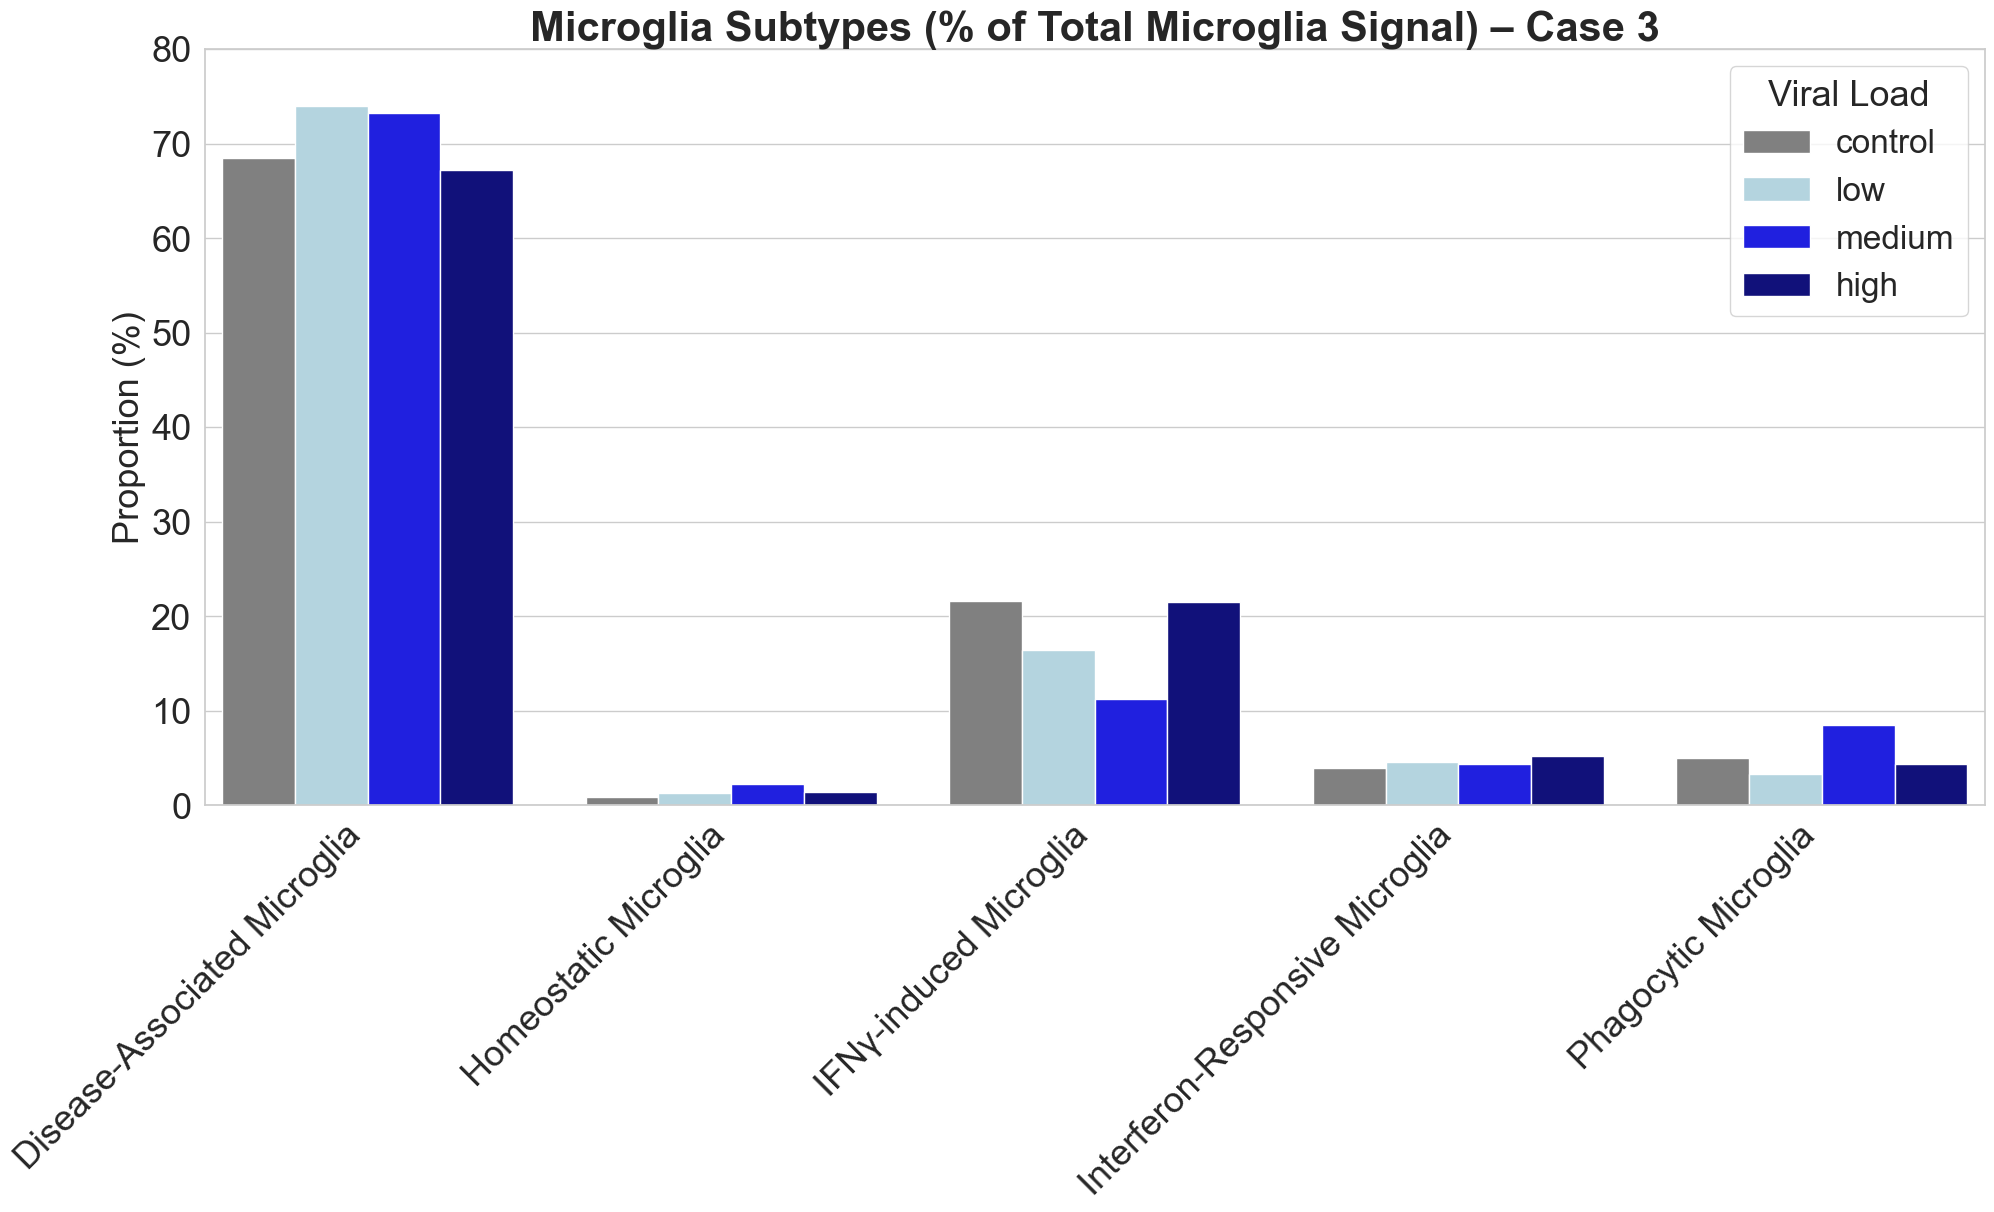 Microglia Subtypes (% of Total Microglia Signal) – Case 3
Proportion (%)
80
70
60
50
40
30
20
10
0
Viral Load
control
low
medium
high
Disease-Associated Microglia
Homeostatic Microglia
IFNγ-induced Microglia
Interferon-Responsive Microglia
Phagocytic Microglia